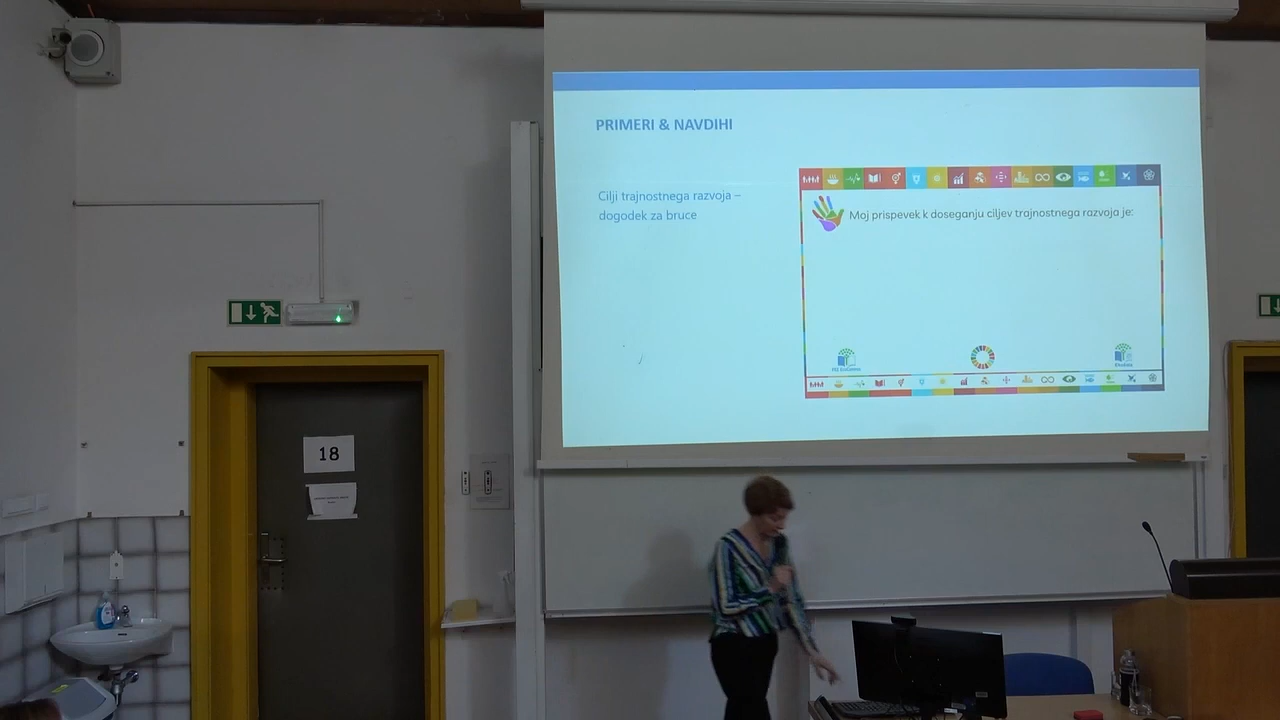 PRIMERI & NAVDIHI
Cilji trajnostnega razvoja –
dogodek za bruce
Moj prispevek k doseganju ciljev trajnostnega razvoja je:
18